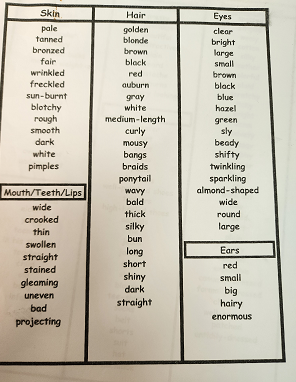 Skin
pale
tanned
bronzed
fair
wrinkled
freckled
sun-burnt
blotchy
rough
smooth
dark
white
pimples
Mouth/Teeth/Lips
wide
crooked
thin
swollen
straight
stained
gleaming
uneven
bad
projecting
Hair
golden
blonde
brown
black
red
auburn
gray
white
medium-length
curly
mousy
bangs
braids
ponytail
wavy
bald
thick
silky
bun
long
short
shiny
dark
straight
Eyes
clear
bright
large
small
brown
black
blue
hazel
green
sly
beady
shifty
twinkling
sparkling
almond-shaped
wide
round
large
Ears
red
small
big
hairy
enormous